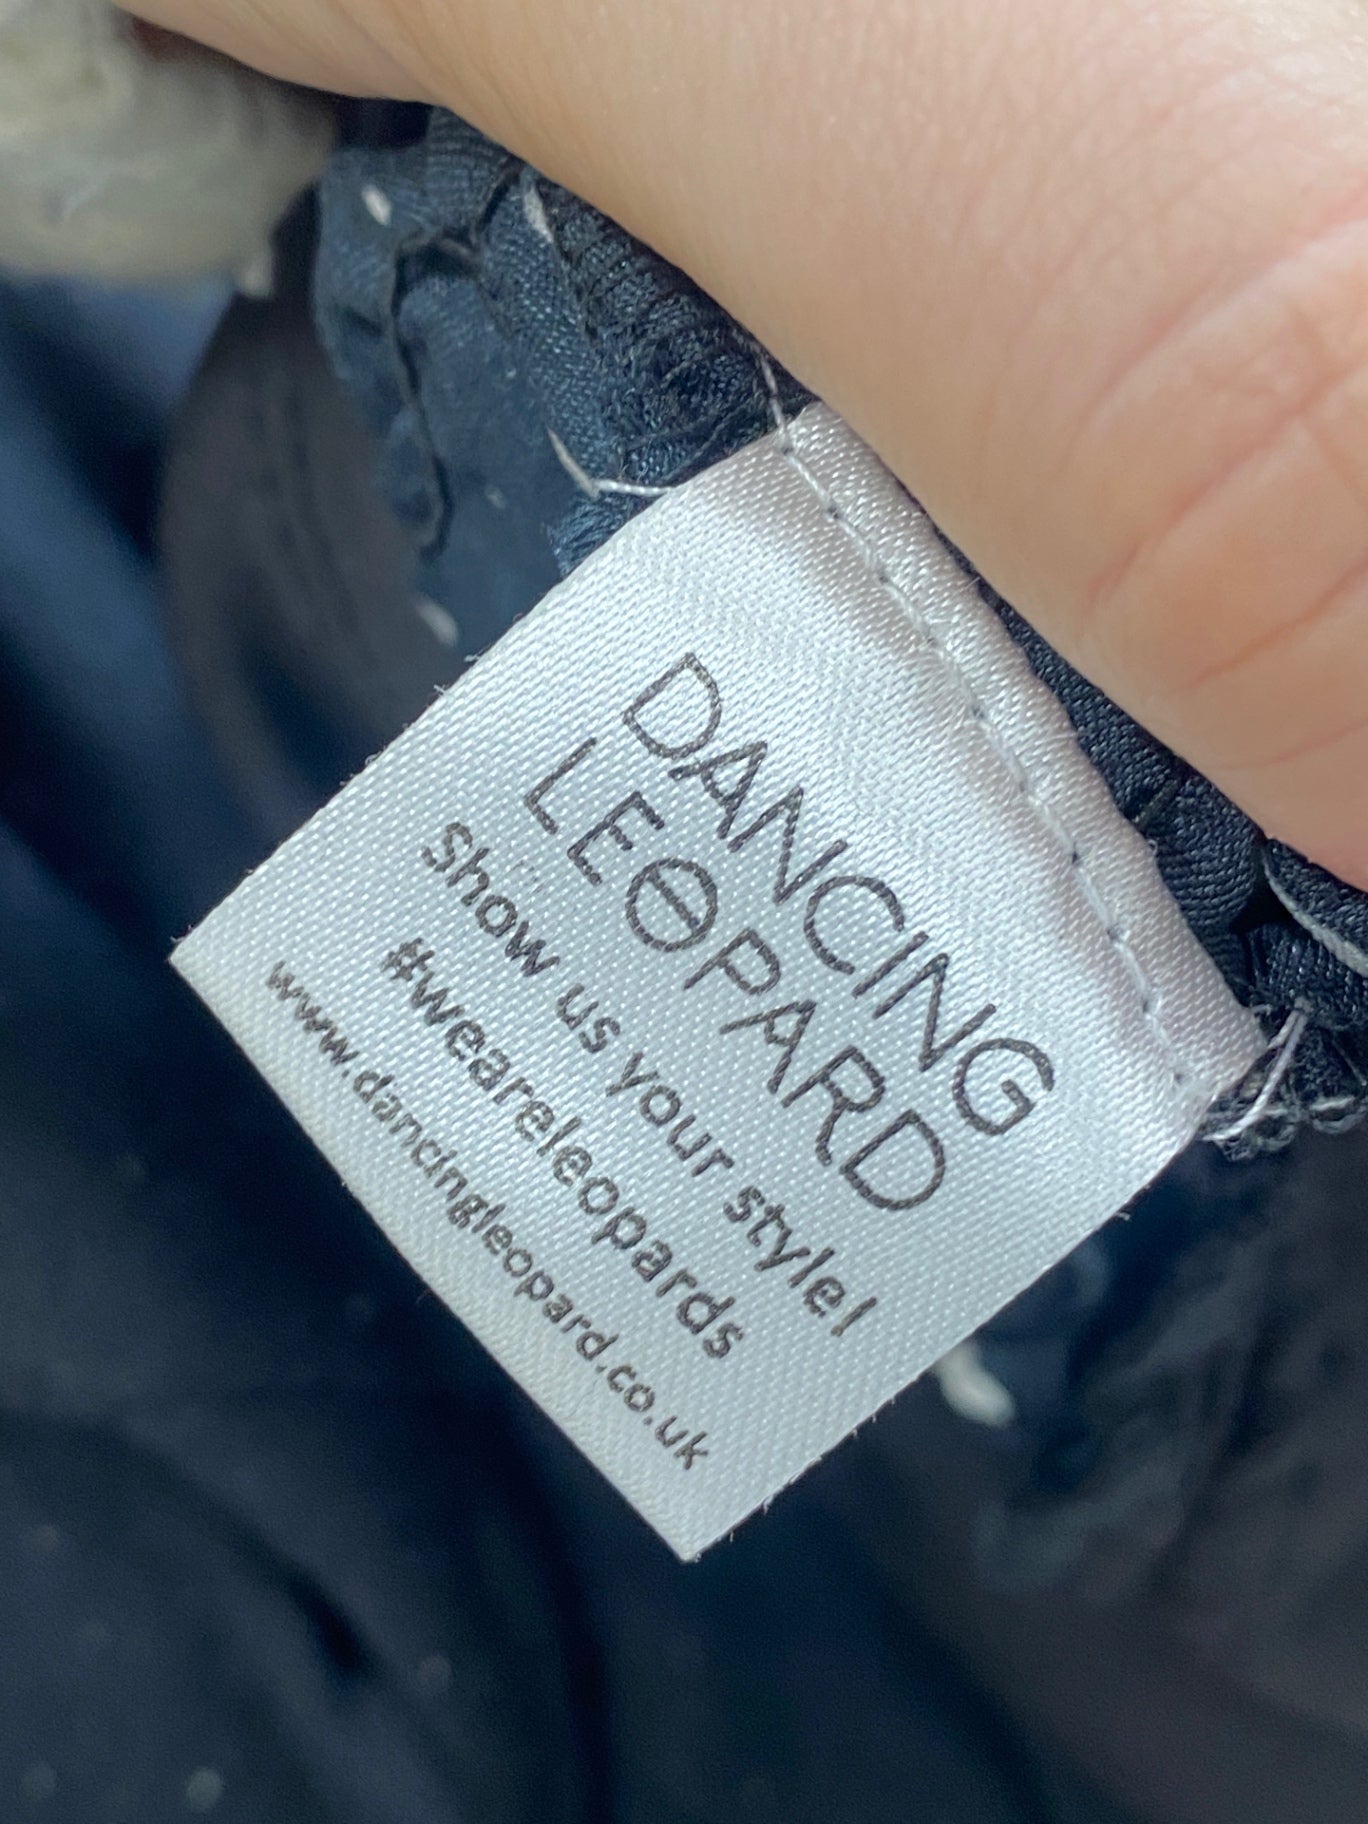 DANCING
LEOPARD
Show us your style!
#weareleopards
www.dancingleopard.co.uk